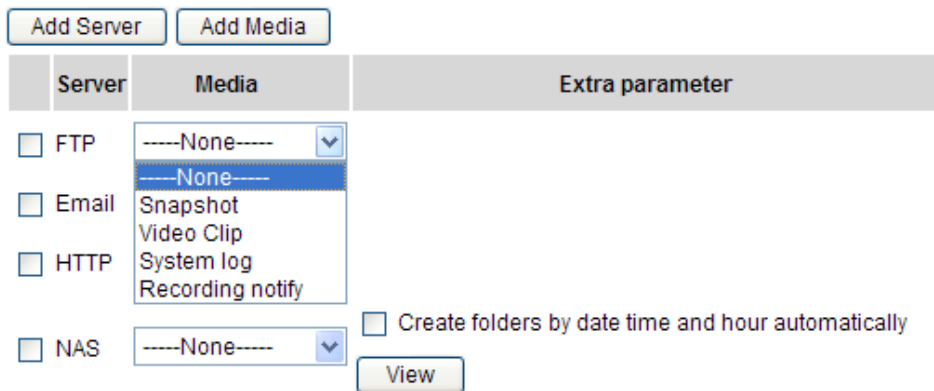 Add Server Add Media
Server Media Extra parameter
FTP -----None-----
-----None-----
Email Snapshot
Video Clip
HTTP System log
Recording notify
Create folders by date time and hour automatically
NAS -----None-----
View